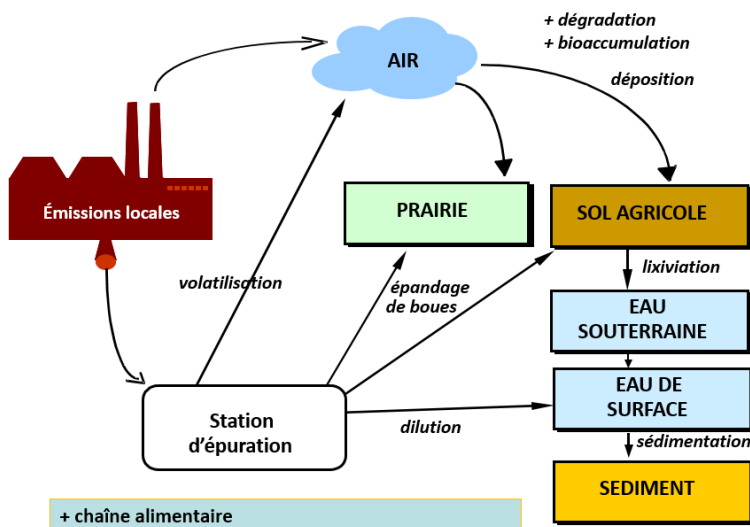 + dégradation
+ bioaccumulation
AIR
déposition
Émissions locales
PRAIRIE
SOL AGRICOLE
volatilisation
épandage
de boues
lixiviation
EAU
SOUTERRAINE
EAU DE
SURFACE
Station
d'épuration
dilution
sédimentation
SEDIMENT
+ chaîne alimentaire